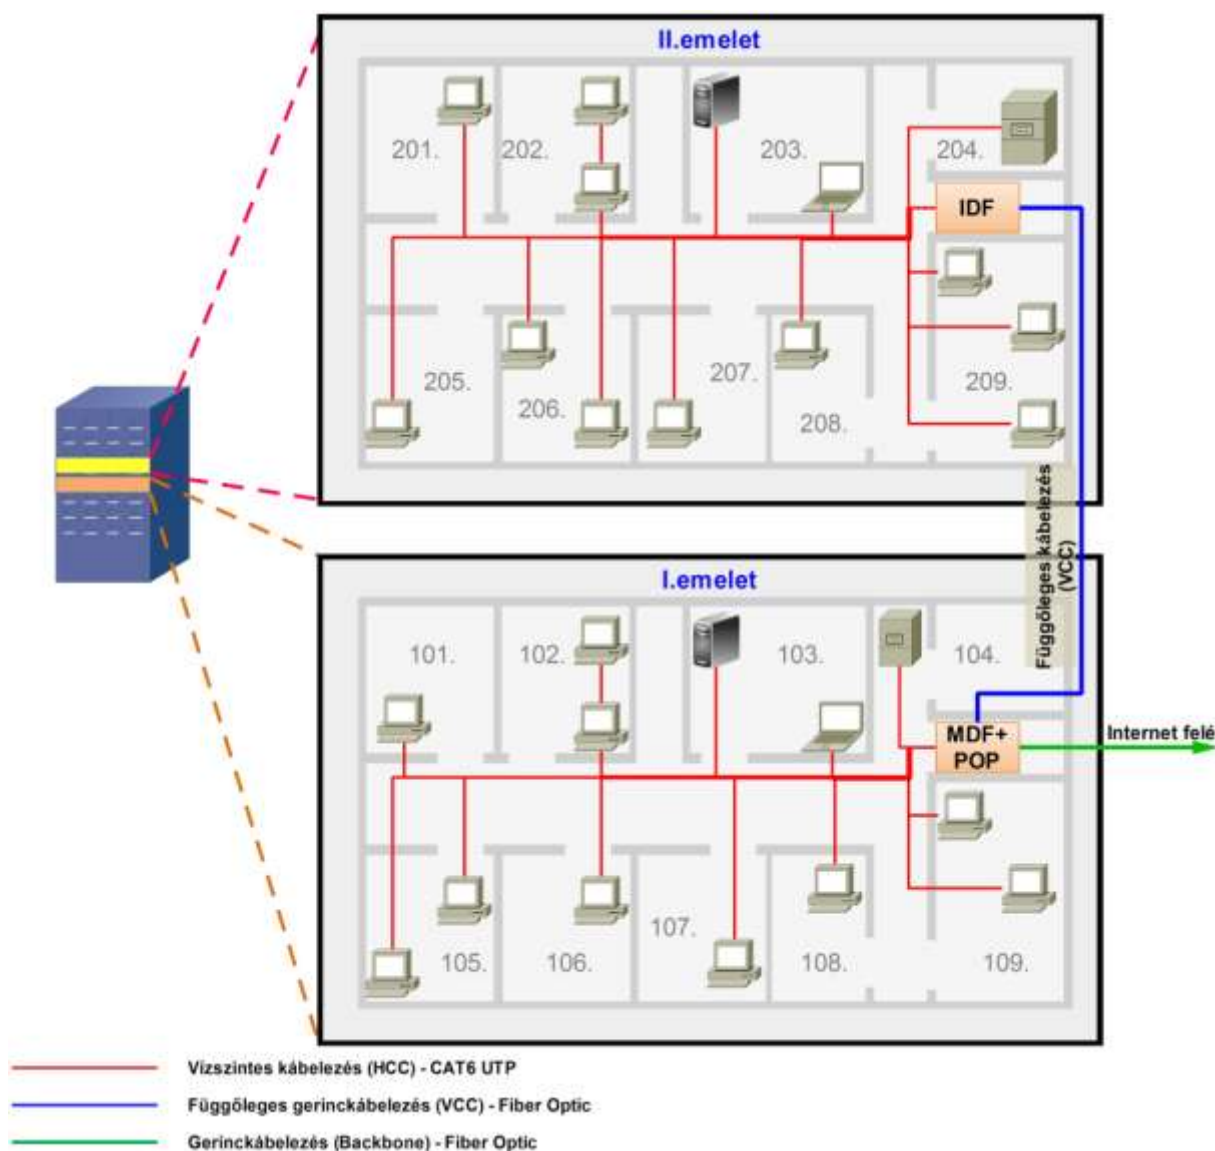 II.emelet
201.
202.
203.
204.
IDF
205.
206.
207.
208.
209.
Függőleges kábelezés
(VCC)
I.emelet
101.
102.
103.
104.
MDF+
POP
Internet felé
105.
106.
107.
108.
109.
Vízszintes kábelezés (HCC) - CAT6 UTP
Függőleges gerinckábelezés (VCC) - Fiber Optic
Gerinckábelezés (Backbone) - Fiber Optic